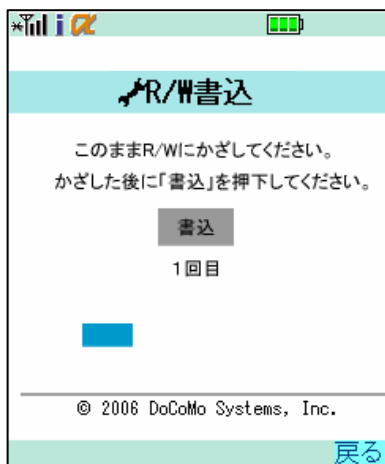 i α
R/W書込
このままR/Wにかざしてください。
かざした後に「書込」を押下してください。
書込
1回目
© 2006 DoCoMo Systems, Inc.
戻る